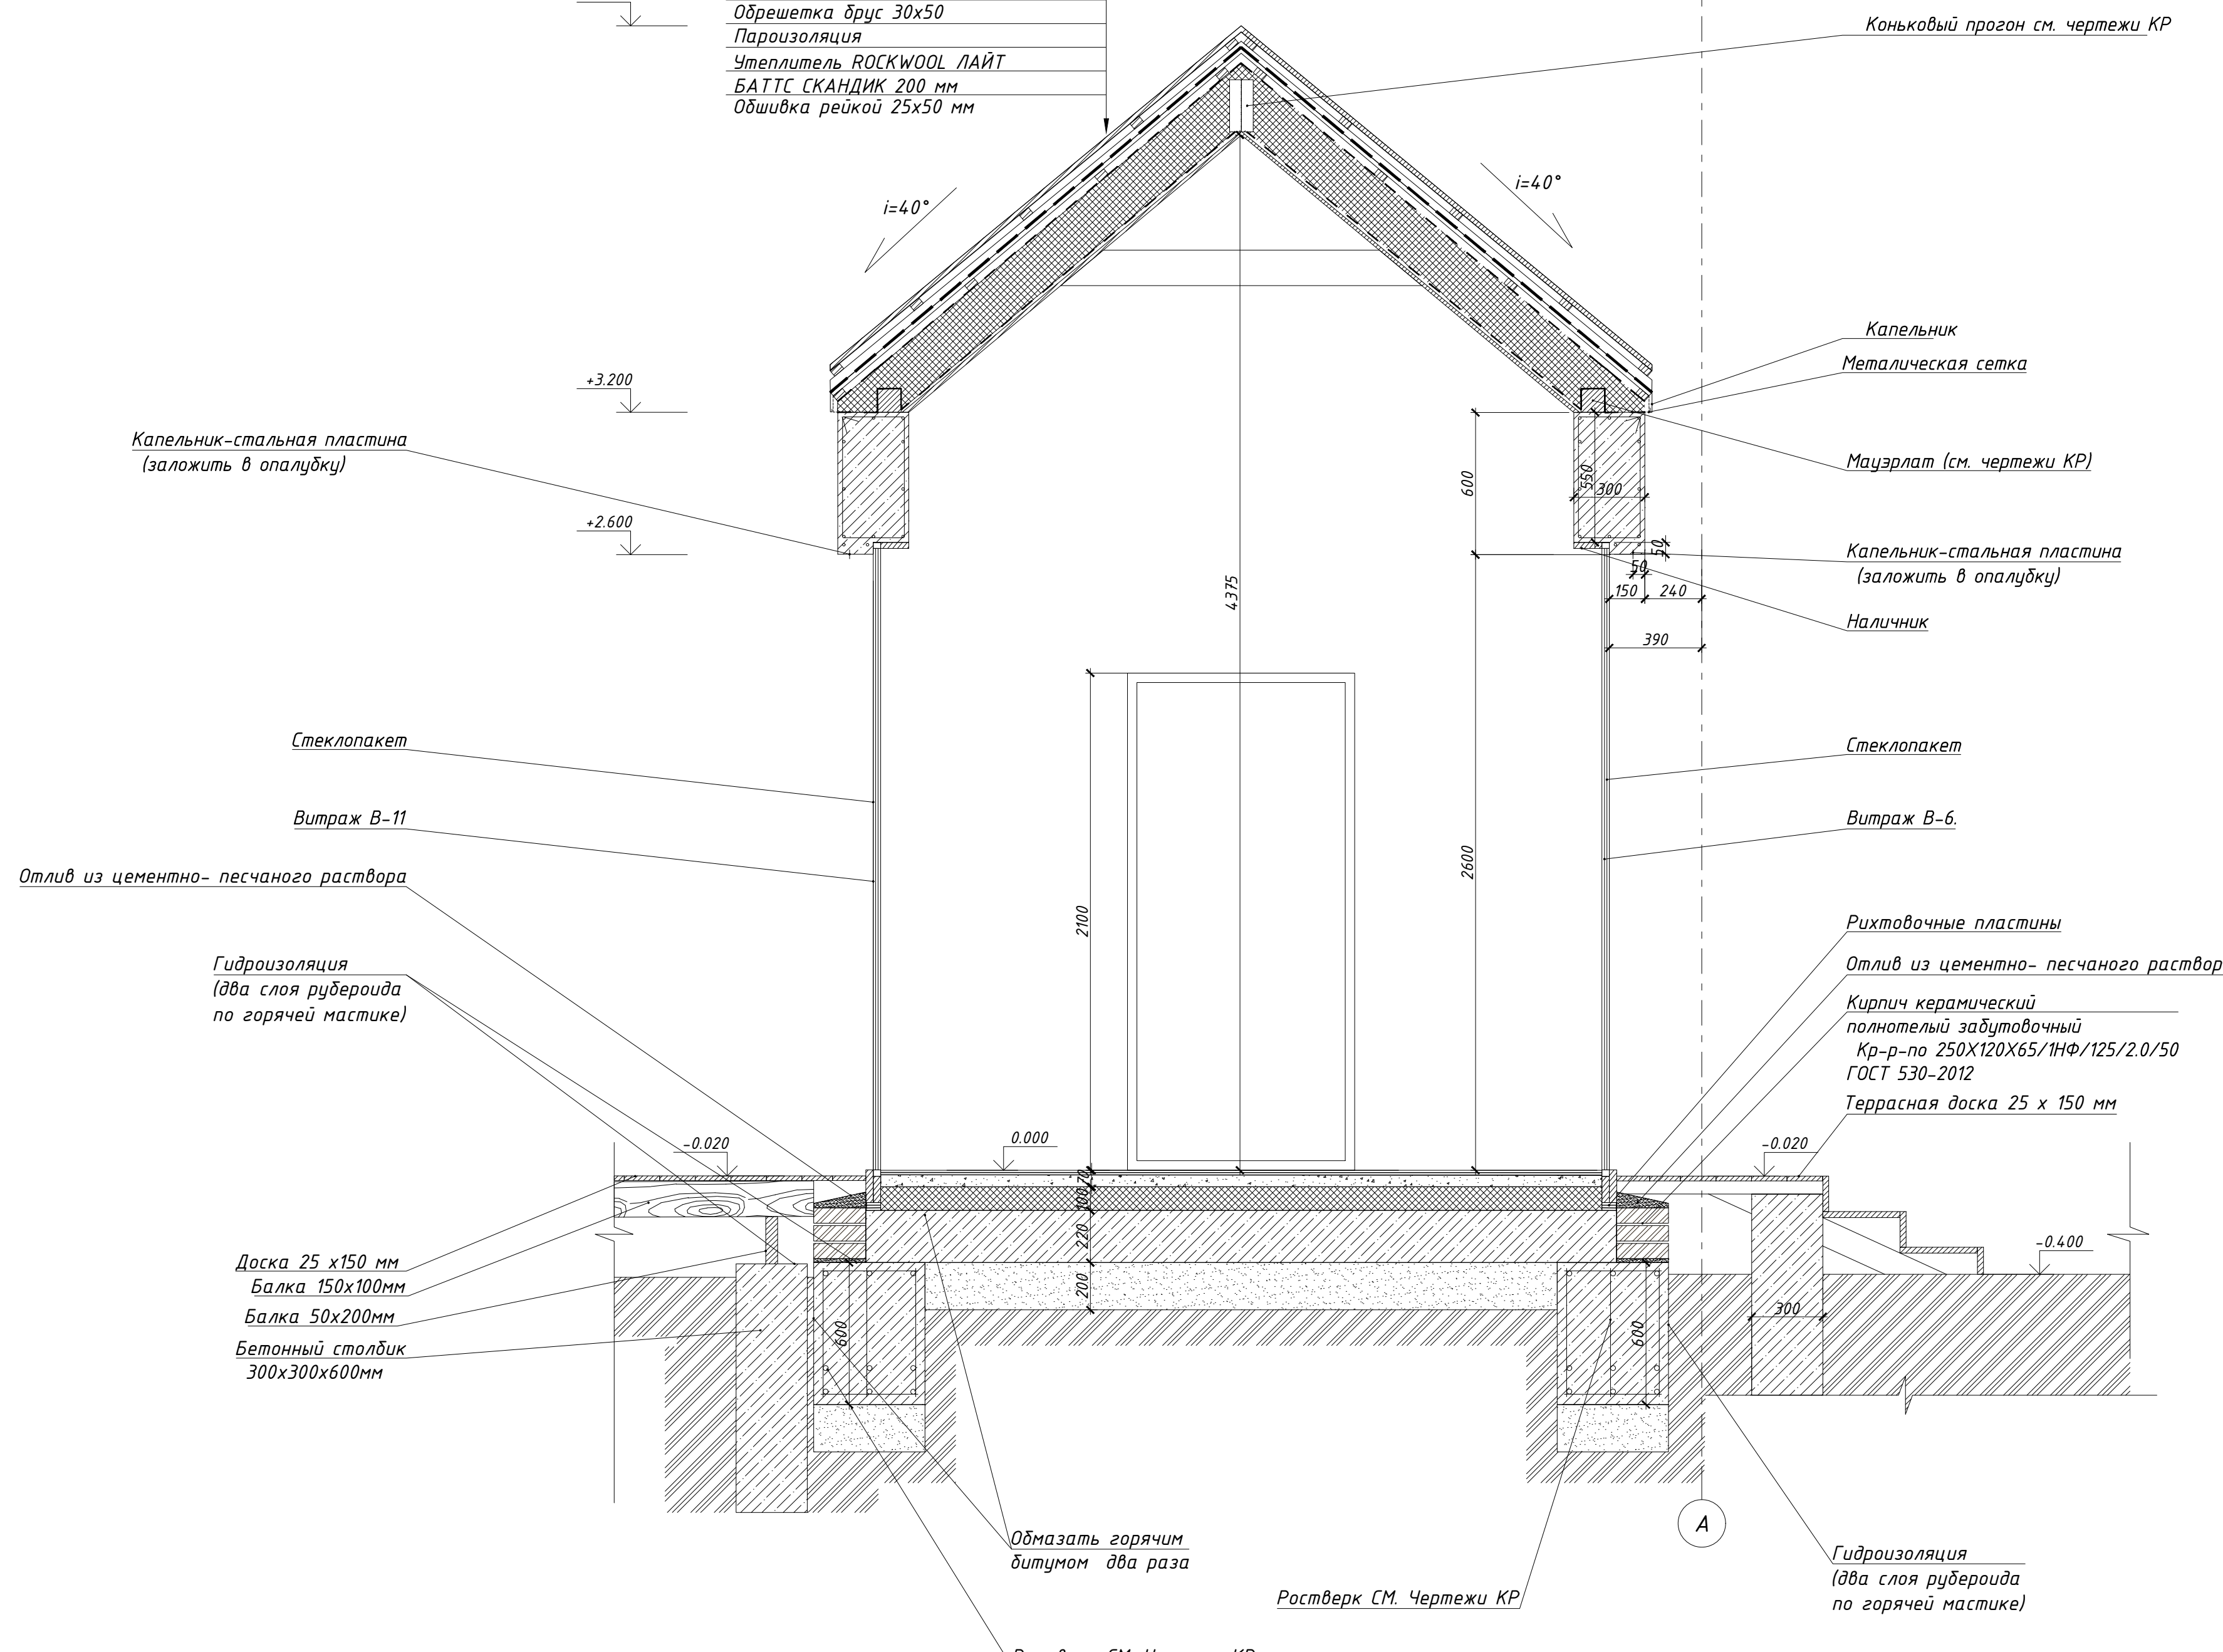 Обрешетка брус 30х50
Пароизоляция
Утеплитель ROCKWOOL ЛАЙТ
БАТТС СКАНДИК 200 мм
Обшивка рейкой 25х50 мм
Коньковый прогон см. чертежи КР
i=40°
i=40°
Капельник
Металическая сетка
+3.200
Капельник-стальная пластина
(заложить в опалубку)
Мауэрлат (см. чертежи КР)
600
550
300
+2.600
50
50
Капельник-стальная пластина
(заложить в опалубку)
150
240
4375
Наличник
390
Стеклопакет
Стеклопакет
Витраж В-11
Витраж В-6.
2600
Отлив из цементно- песчаного раствора
2100
Рихтовочные пластины
Гидроизоляция
(два слоя рубероида
по горячей мастике)
Отлив из цементно- песчаного раствор
Кирпич керамический
полнотелый забутовочный
Кр-р-по 250Х120Х65/1НФ/125/2.0/50
ГОСТ 530-2012
Террасная доска 25 х 150 мм
-0.020
0.000
-0.020
70
100
220
200
-0.400
Доска 25 х150 мм
Балка 150х100мм
Балка 50х200мм
Бетонный столбик
300х300х600мм
600
600
300
А
Обмазать горячим
битумом два раза
Ростверк СМ. Чертежи КР
Гидроизоляция
(два слоя рубероида
по горячей мастике)